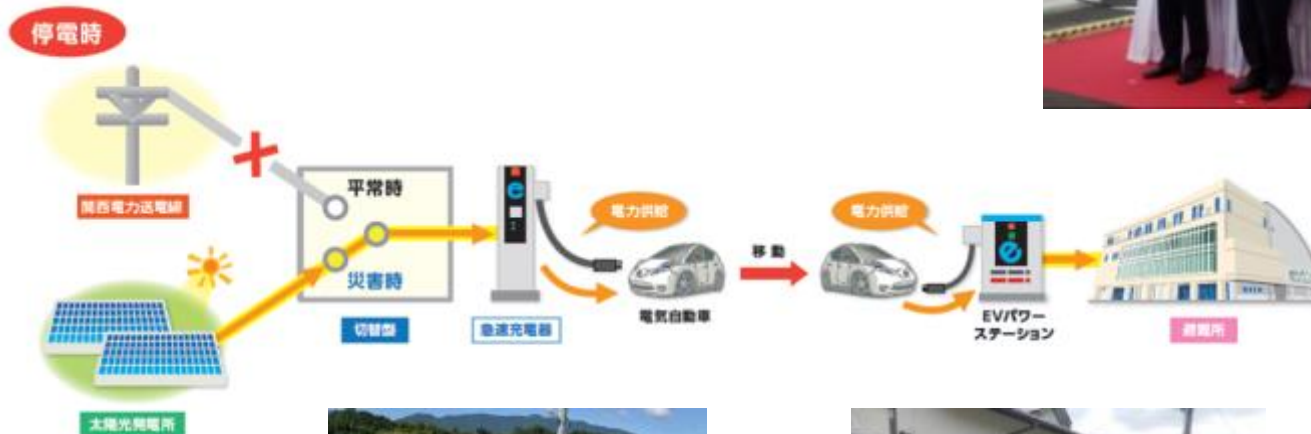 停電時
関西電力送電線
平常時
災害時
切替盤
太陽光発電所
急速充電器
電力供給
電気自動車
移動
電力供給
EVパワー
ステーション
避難所